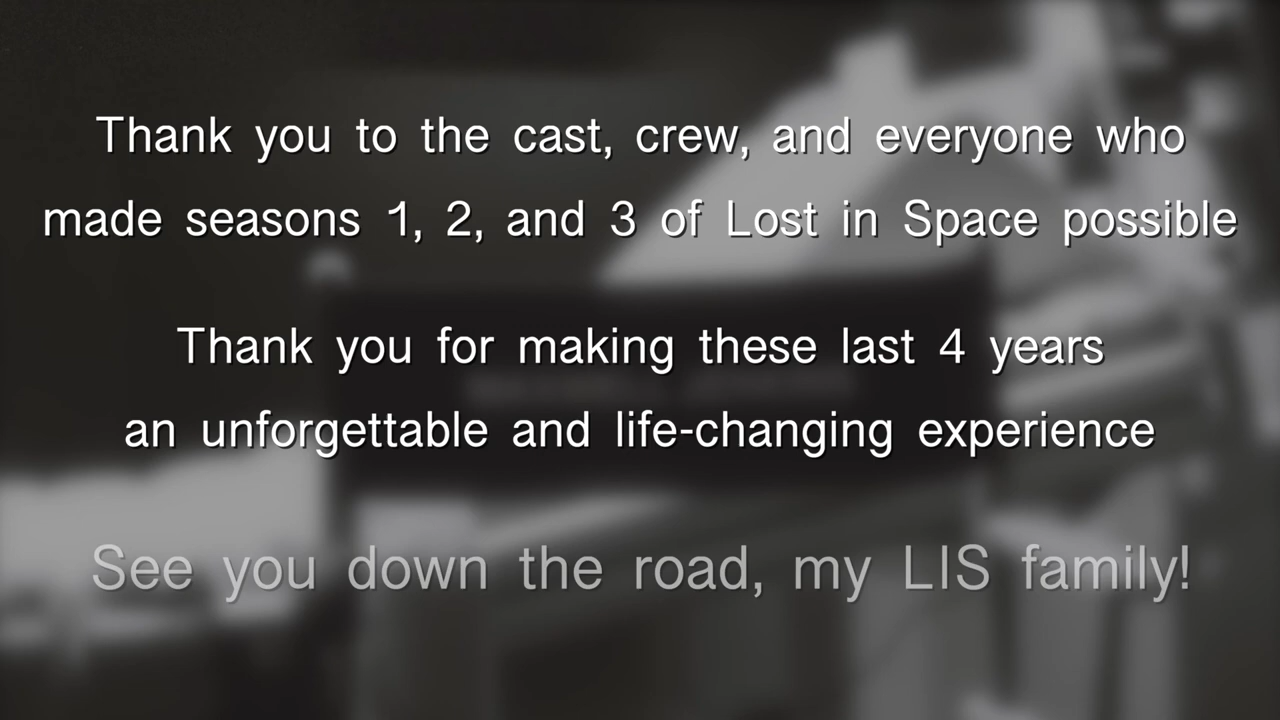 Thank you to the cast, crew, and everyone who
made seasons 1, 2, and 3 of Lost in Space possible
Thank you for making these last 4 years
an unforgettable and life-changing experience
See you down the road, my LIS family!